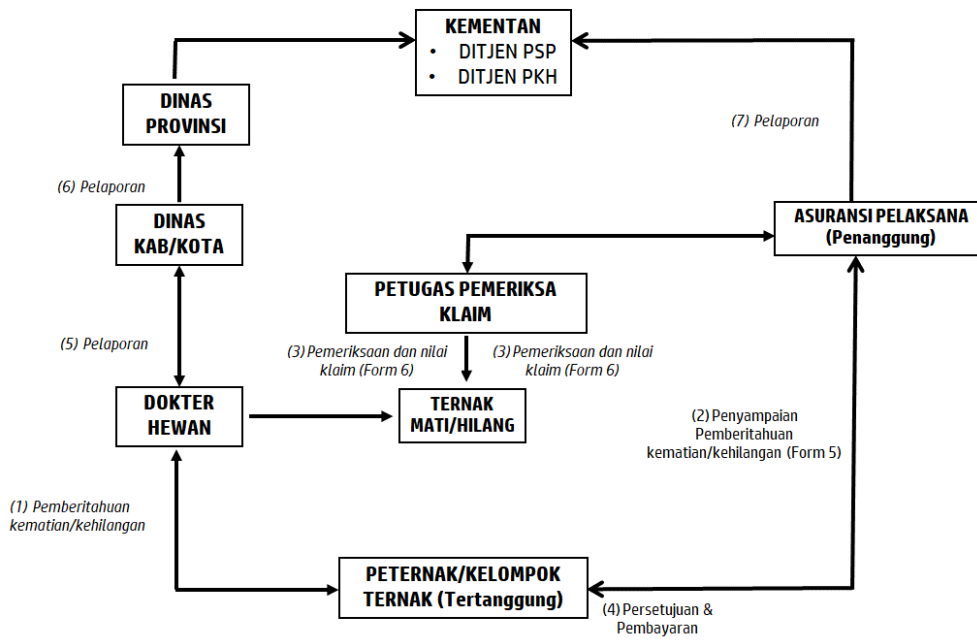 KEMENTAN
• DITJEN PSP
• DITJEN PKH
DINAS
PROVINSI
(7) Pelaporan
(6) Pelaporan
DINAS
KAB/KOTA
ASURANSI PELAKSANA
(Penanggung)
PETUGAS PEMERIKSA
KLAIM
(5) Pelaporan
(3) Pemeriksaan dan nilai
klaim (Form 6)
(3) Pemeriksaan dan nilai
klaim (Form 6)
DOKTER
HEWAN
TERNAK
MATI/HILANG
(2) Penyampaian
Pemberitahuan
kematian/kehilangan (Form 5)
(1) Pemberitahuan
kematian/kehilangan
PETERNAK/KELOMPOK
TERNAK (Tertanggung)
(4) Persetujuan &
Pembayaran